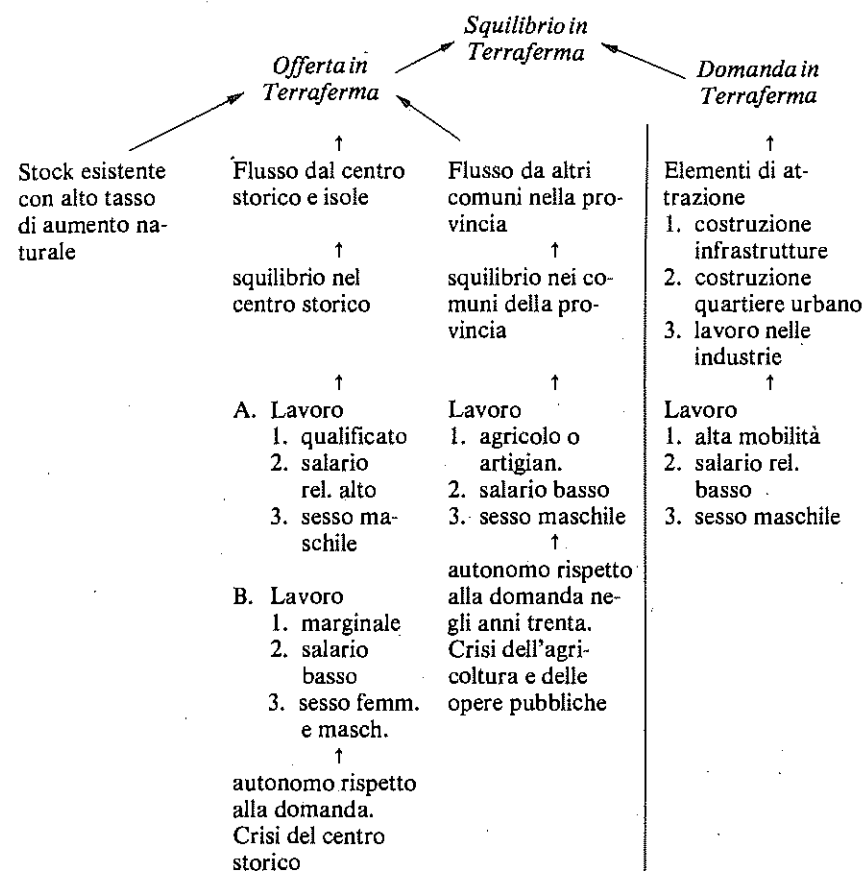 Squilibrio in
Terraferma
Offerta in
Terraferma
Domanda in
Terraferma
Stock esistente
con alto tasso
di aumento na-
turale
Flusso dal centro
storico e isole
squilibrio nel
centro storico
A. Lavoro
1. qualificato
2. salario
rel. alto
3. sesso ma-
schile
B. Lavoro
1. marginale
2. salario
basso
3. sesso femm.
e masch.
autonomo rispetto
alla domanda.
Crisi del centro
storico
Flusso da altri
comuni nella pro-
vincia
squilibrio nei co-
muni della pro-
vincia
Lavoro
1. agricolo o
artigian.
2. salario basso
3. sesso maschile
autonomo rispetto
alla domanda ne-
gli anni trenta.
Crisi dell'agri-
coltura e delle
opere pubbliche
Elementi di at-
trazione
1. costruzione
infrastrutture
2. costruzione
quartiere urbano
3. lavoro nelle
industrie
Lavoro
1. alta mobilità
2. salario rel.
basso
3. sesso maschile